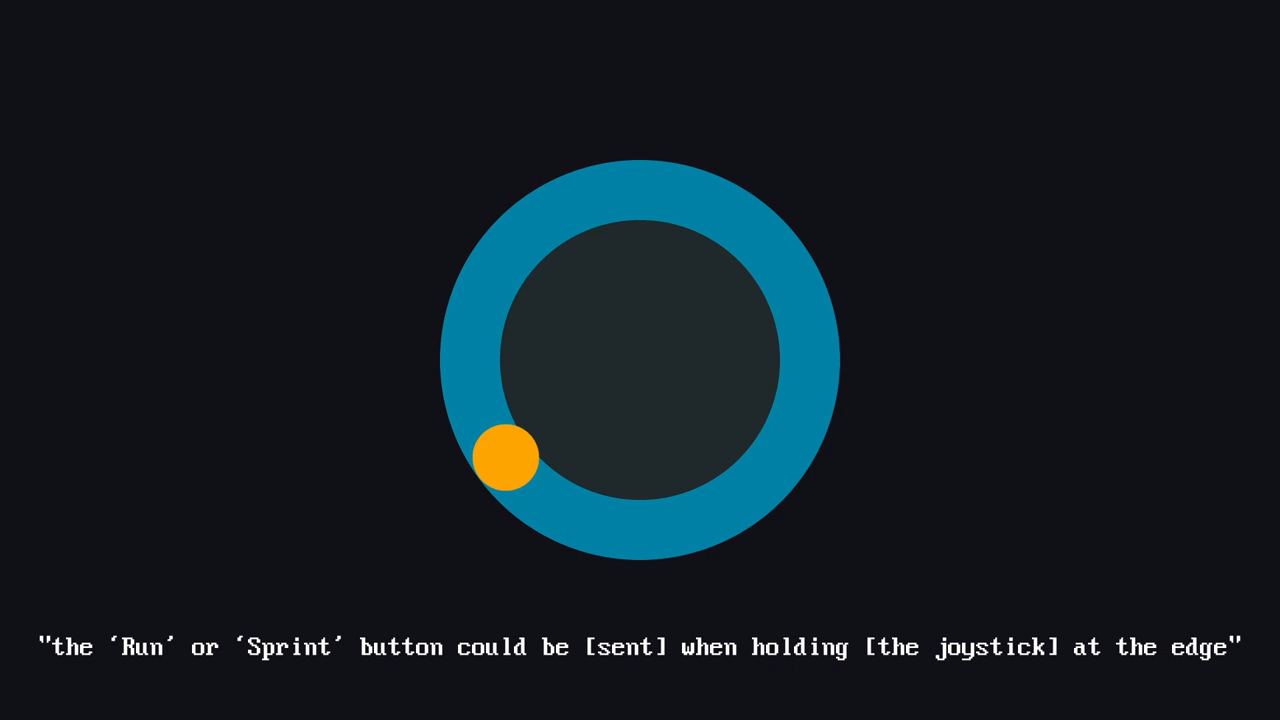 "the ‘Run’ or ‘Sprint’ button could be [sent] when holding [the joystick] at the edge"